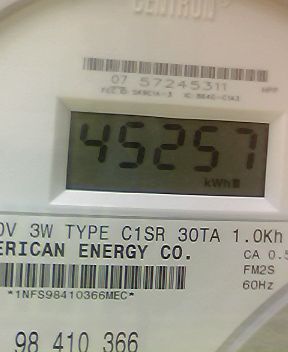 CENTRON
07 57245311
45257
kWh
0V 3W TYPE C1SR 30TA 1.0Kh
ERICAN ENERGY CO.
CA 0.5
FM2S
60Hz
*1NFS98410366MEC*
98 410 366